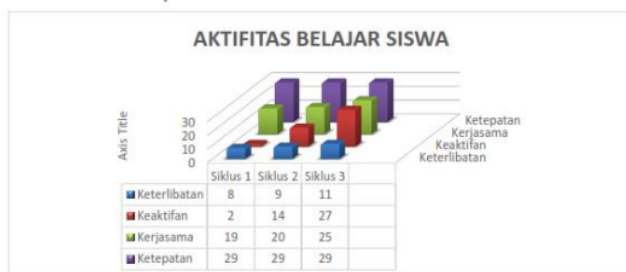 AKTIFITAS BELAJAR SISWA
Axis Title
30
20
10
0
Ketepatan
Kerjasama
Keaktifan
Keterlibatan
Siklus 1 Siklus 2 Siklus 3
Keterlibatan 8 9 11
Keaktifan 2 14 27
Kerjasama 19 20 25
Ketepatan 29 29 29